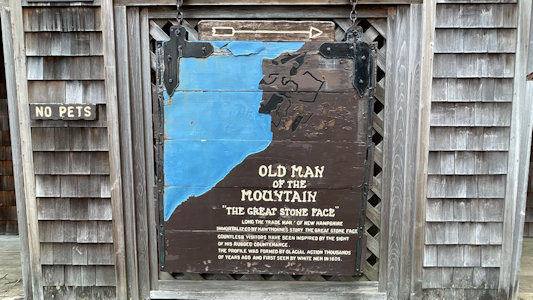 NO PETS
OLD MAN
OF THE
MOUNTAIN
"THE GREAT STONE FACE"
LONG THE TRADE MARK OF NEW HAMPSHIRE
IMMORTALIZED BY HAWTHORNE'S STORY THE GREAT STONE FACE
COUNTLESS VISITORS HAVE BEEN INSPIRED BY THE SIGHT
OF HIS RUGGED COUNTENANCE.
THE PROFILE WAS FORMED BY GLACIAL ACTION THOUSANDS
OF YEARS AGO AND FIRST SEEN BY WHITE MEN IN 1805.